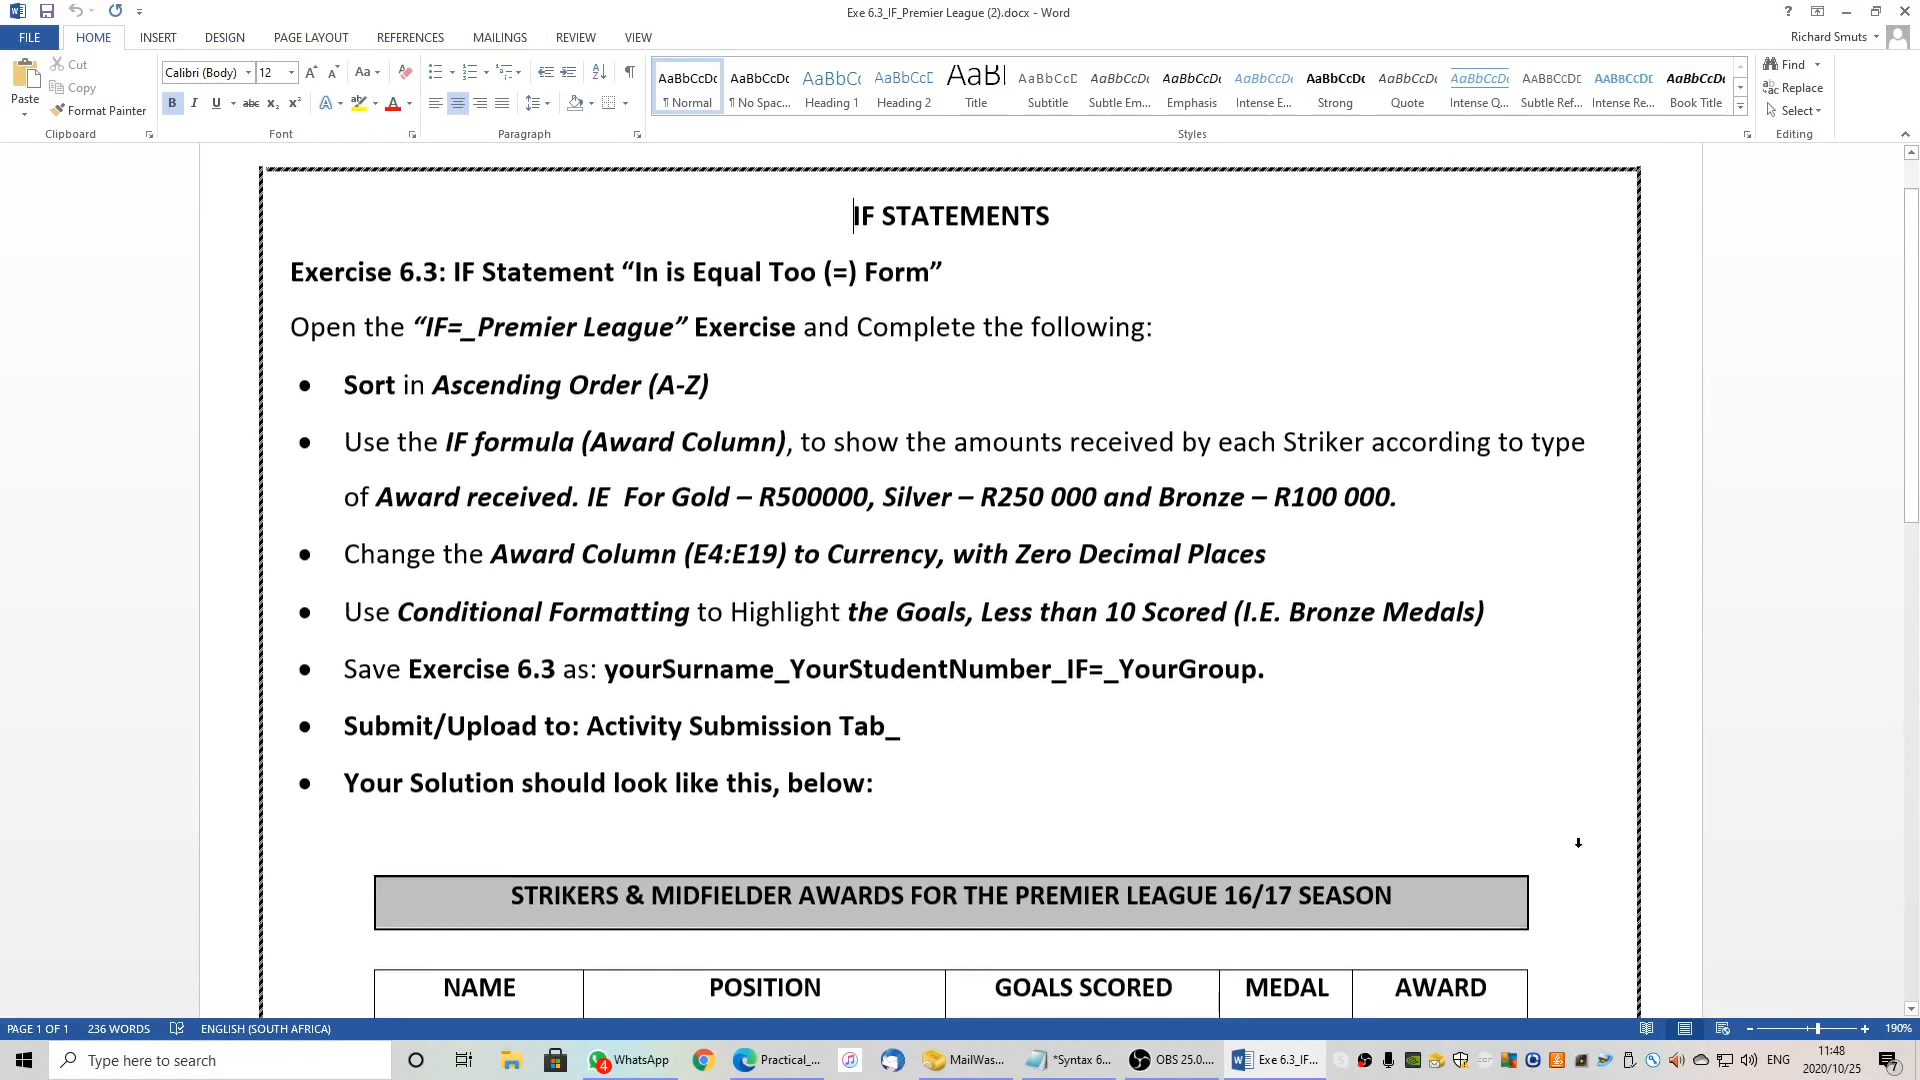 Exe 6.3_IF_Premier League (2).docx - Word
FILE HOME INSERT DESIGN PAGE LAYOUT REFERENCES MAILINGS REVIEW VIEW Richard Smuts
Paste Cut Copy Format Painter
Calibri (Body) 12
AaBbCcDc AaBbCcDc AaBbCc AaBbCcD AaBl AaBbCcD AaBbCcDc AaBbCcDc AaBbCcDc AaBbCcDc AaBbCcDc AaBbCcDc AABBCCDE AABBCCDE AaBbCcDc
¶ Normal ¶ No Spac... Heading 1 Heading 2 Title Subtitle Subtle Em... Emphasis Intense E... Strong Quote Intense Q... Subtle Ref... Intense Re... Book Title
Find Replace Select
Clipboard Font Paragraph Styles Editing
IF STATEMENTS
Exercise 6.3: IF Statement “In is Equal Too (=) Form”
Open the “IF=_Premier League” Exercise and Complete the following:
• Sort in Ascending Order (A-Z)
• Use the IF formula (Award Column), to show the amounts received by each Striker according to type
of Award received. IE For Gold – R500000, Silver – R250 000 and Bronze – R100 000.
• Change the Award Column (E4:E19) to Currency, with Zero Decimal Places
• Use Conditional Formatting to Highlight the Goals, Less than 10 Scored (I.E. Bronze Medals)
• Save Exercise 6.3 as: yourSurname_YourStudentNumber_IF=_YourGroup.
• Submit/Upload to: Activity Submission Tab_
• Your Solution should look like this, below:
STRIKERS & MIDFIELDER AWARDS FOR THE PREMIER LEAGUE 16/17 SEASON
NAME POSITION GOALS SCORED MEDAL AWARD
PAGE 1 OF 1 236 WORDS ENGLISH (SOUTH AFRICA) 190%
Type here to search 4 WhatsApp Practical_... MailWas... *Syntax 6... OBS 25.0.... Exe 6.3_IF... ENG 11:48
2020/10/25 7